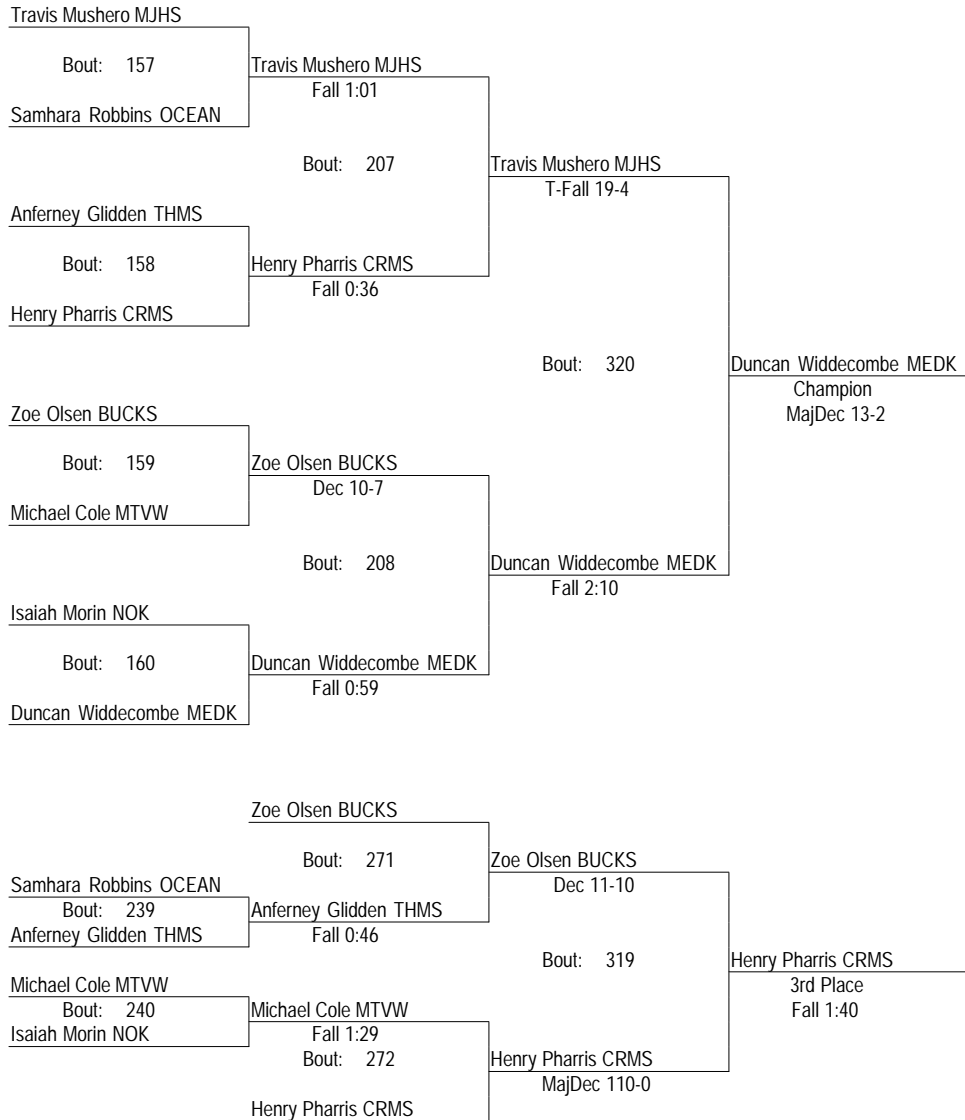 Travis Mushero MJHS
Bout: 157
Travis Mushero MJHS
Fall 1:01
Samhara Robbins OCEAN
Bout: 207
Travis Mushero MJHS
T-Fall 19-4
Anferney Glidden THMS
Bout: 158
Henry Pharris CRMS
Fall 0:36
Henry Pharris CRMS
Bout: 320
Duncan Widdecombe MEDK
Champion
MajDec 13-2
Zoe Olsen BUCKS
Bout: 159
Zoe Olsen BUCKS
Dec 10-7
Michael Cole MTVW
Bout: 208
Duncan Widdecombe MEDK
Fall 2:10
Isaiah Morin NOK
Bout: 160
Duncan Widdecombe MEDK
Fall 0:59
Duncan Widdecombe MEDK
Zoe Olsen BUCKS
Bout: 271
Zoe Olsen BUCKS
Dec 11-10
Samhara Robbins OCEAN
Bout: 239
Anferney Glidden THMS
Fall 0:46
Anferney Glidden THMS
Bout: 319
Henry Pharris CRMS
3rd Place
Fall 1:40
Michael Cole MTVW
Bout: 240
Michael Cole MTVW
Fall 1:29
Isaiah Morin NOK
Bout: 272
Henry Pharris CRMS
MajDec 110-0
Henry Pharris CRMS